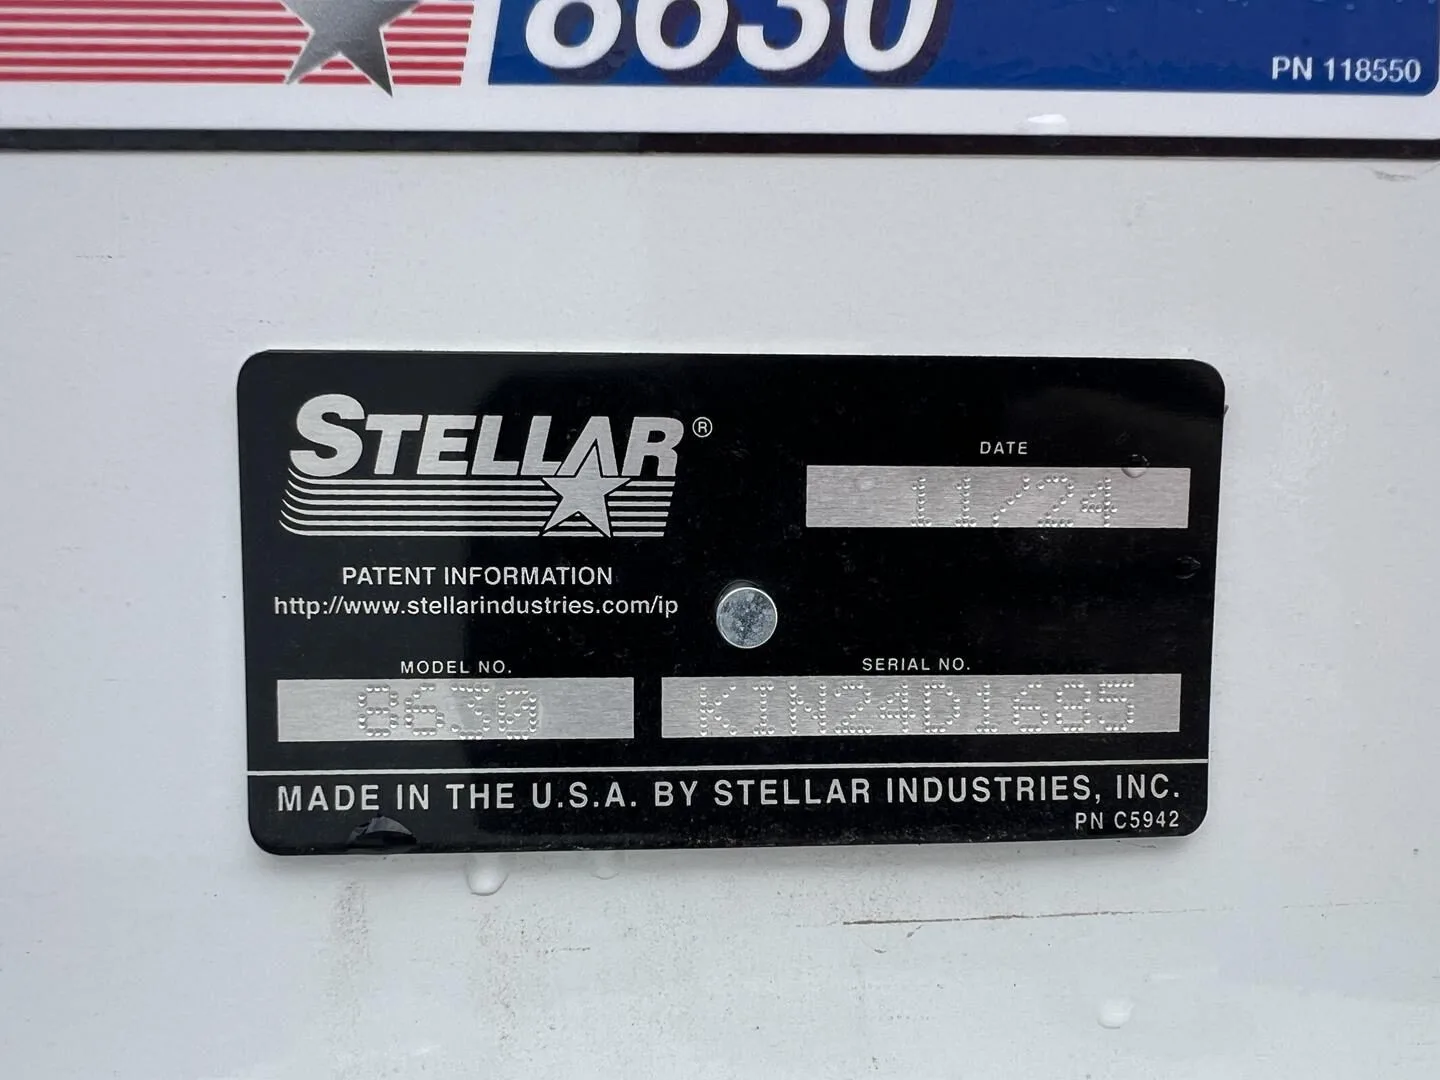 8630
PN 118550
STELLAR®
DATE
11/24
PATENT INFORMATION
http://www.stellarindustries.com/ip
MODEL NO.
8630
SERIAL NO.
KIN24D1685
MADE IN THE U.S.A. BY STELLAR INDUSTRIES, INC.
PN C5942